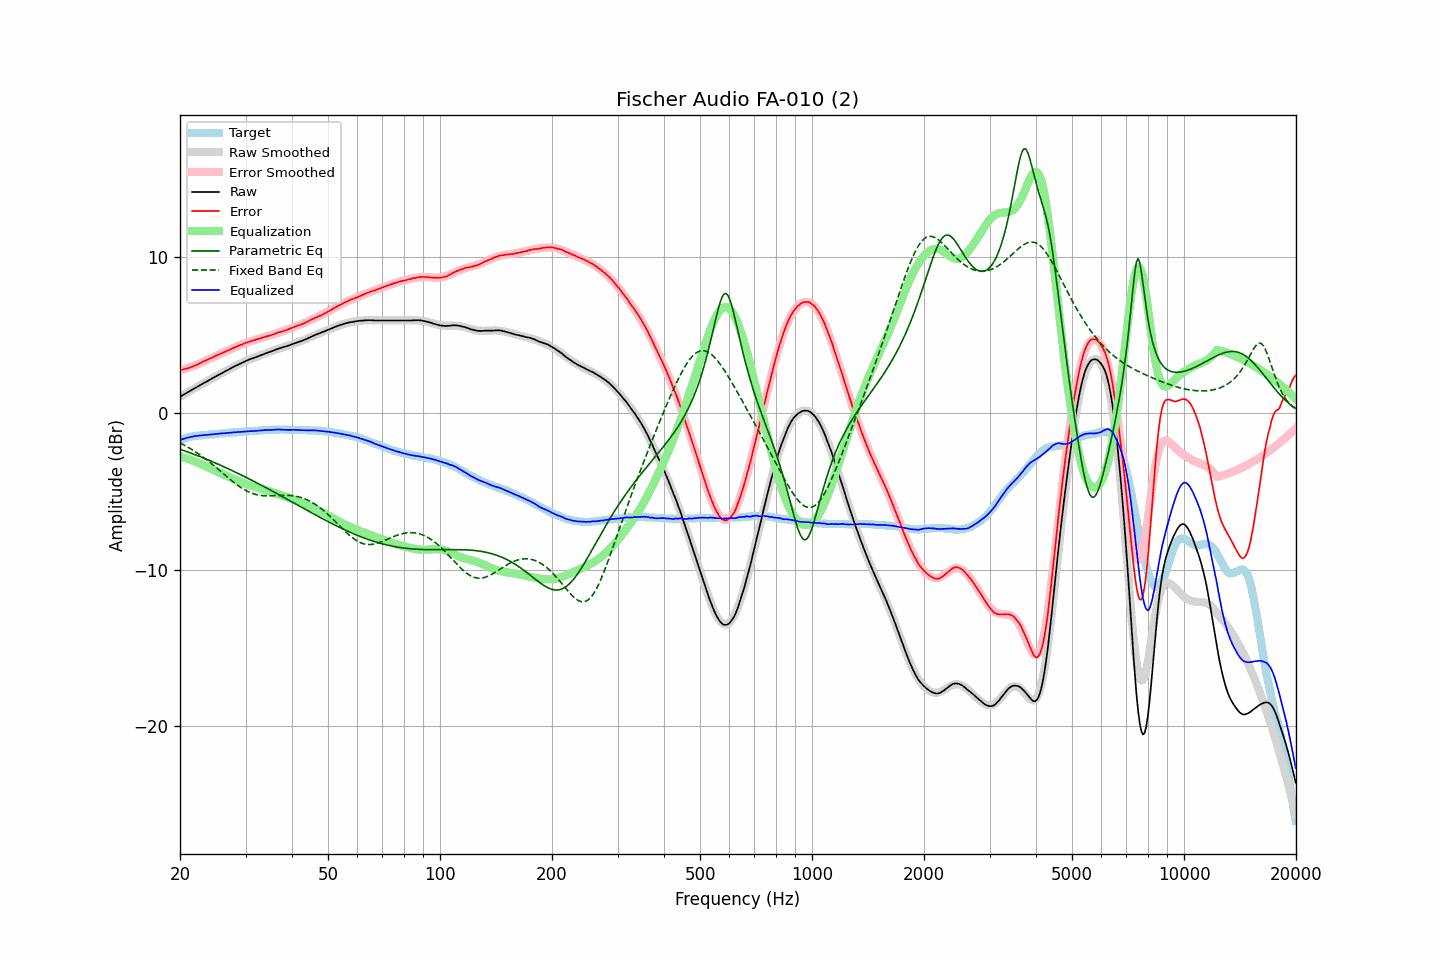 Fischer Audio FA-010 (2)
Target
Raw Smoothed
Error Smoothed
Raw
Error
Equalization
Parametric Eq
Fixed Band Eq
Equalized
10
0
−10
−20
Amplitude (dBr)
20 50 100 200 500 1000 2000 5000 10000 20000
Frequency (Hz)